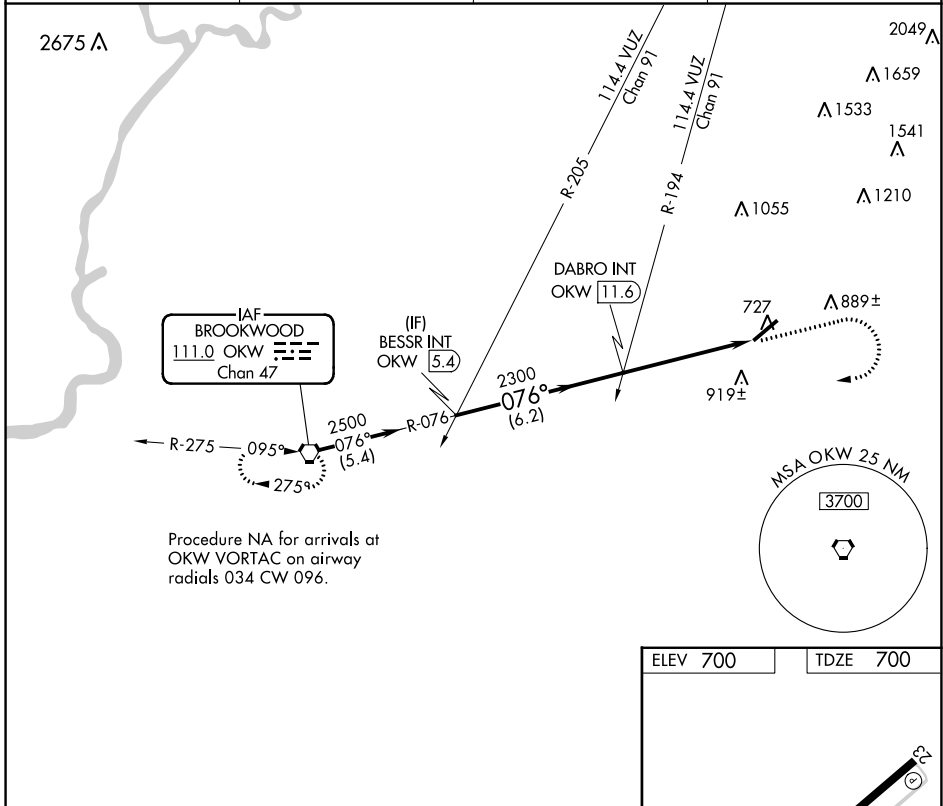 2675
2049
1659
1533
1541
1210
1055
114.4 VUZ
Chan 91
114.4 VUZ
Chan 91
R-205
R-194
DABRO INT
OKW 11.6
727
889±
919±
IAF
BROOKWOOD
111.0 OKW
Chan 47
(IF)
BESSR INT
OKW 5.4
2300
076°
(6.2)
2500
076°
(5.4)
R-076
R-275
095°
275°
MSA OKW 25 NM
3700
Procedure NA for arrivals at
OKW VORTAC on airway
radials 034 CW 096.
ELEV 700
TDZE 700
23
P